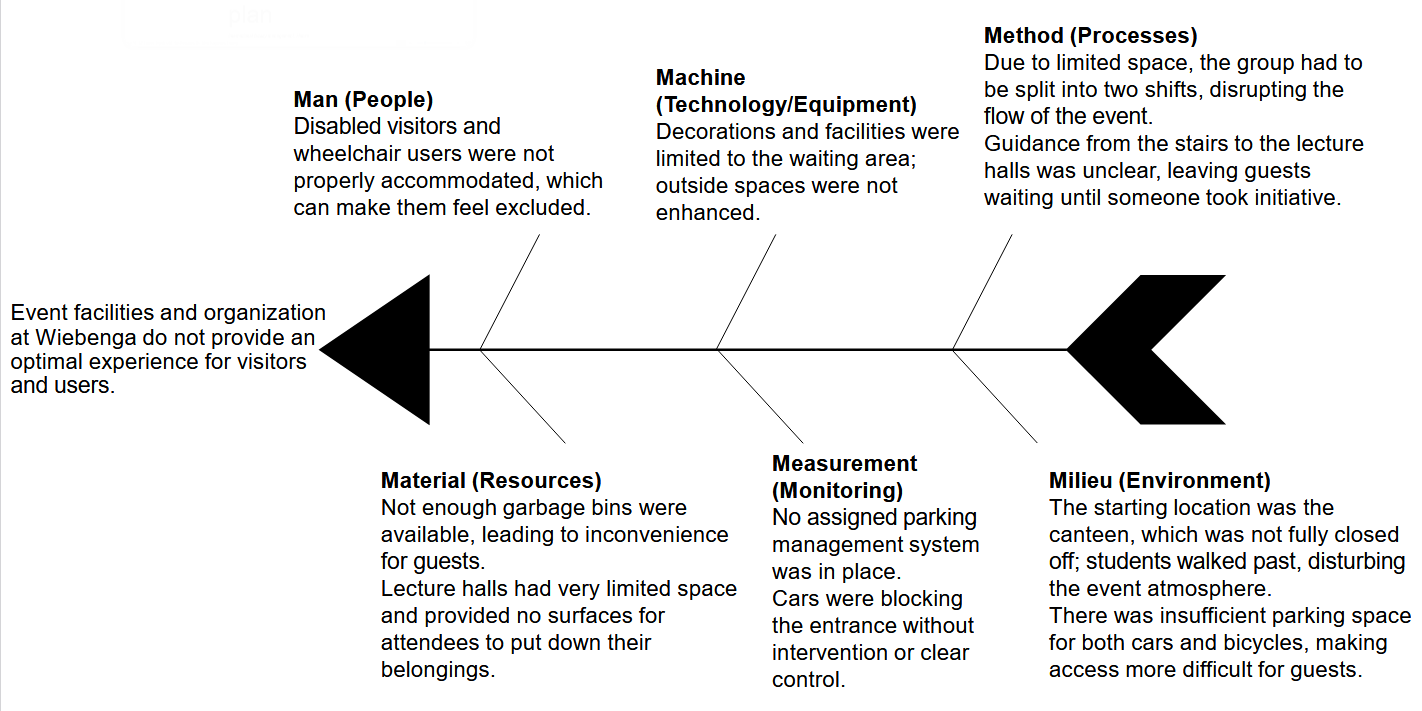 plan
Method (Processes)
Due to limited space, the group had to
be split into two shifts, disrupting the
flow of the event.
Guidance from the stairs to the lecture
halls was unclear, leaving guests
waiting until someone took initiative.
Machine
(Technology/Equipment)
Decorations and facilities were
limited to the waiting area;
outside spaces were not
enhanced.
Man (People)
Disabled visitors and
wheelchair users were not
properly accommodated, which
can make them feel excluded.
Event facilities and organization
at Wiebenga do not provide an
optimal experience for visitors
and users.
Material (Resources)
Not enough garbage bins were
available, leading to inconvenience
for guests.
Lecture halls had very limited space
and provided no surfaces for
attendees to put down their
belongings.
Measurement
(Monitoring)
No assigned parking
management system
was in place.
Cars were blocking
the entrance without
intervention or clear
control.
Milieu (Environment)
The starting location was the
canteen, which was not fully closed
off; students walked past, disturbing
the event atmosphere.
There was insufficient parking space
for both cars and bicycles, making
access more difficult for guests.